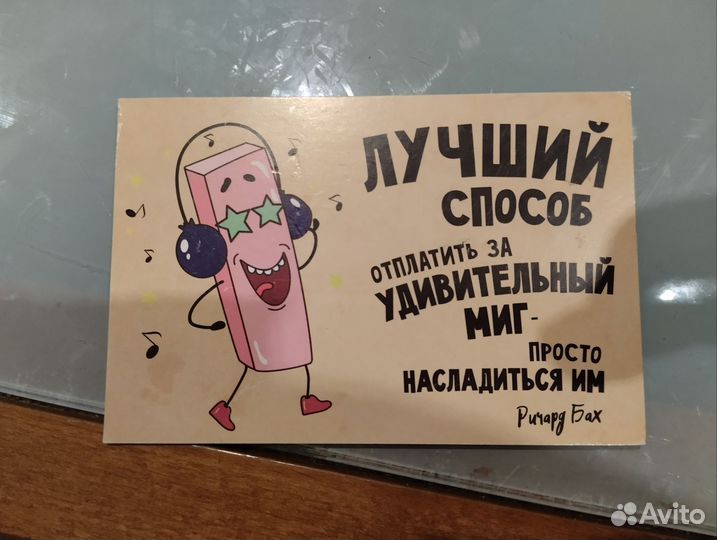 ЛУЧШИЙ
СПОСОБ
ОТПЛАТИТЬ ЗА
УДИВИТЕЛЬНЫЙ
МИГ-
ПРОСТО
НАСЛАДИТЬСЯ ИМ
Ричард Бах
Avito